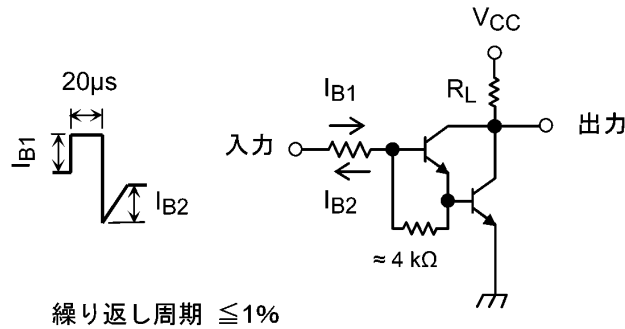 20μs
I_B1
I_B2
V_CC
R_L
I_B1
入力
I_B2
出力
≈ 4 kΩ
繰り返し周期 ≦1%